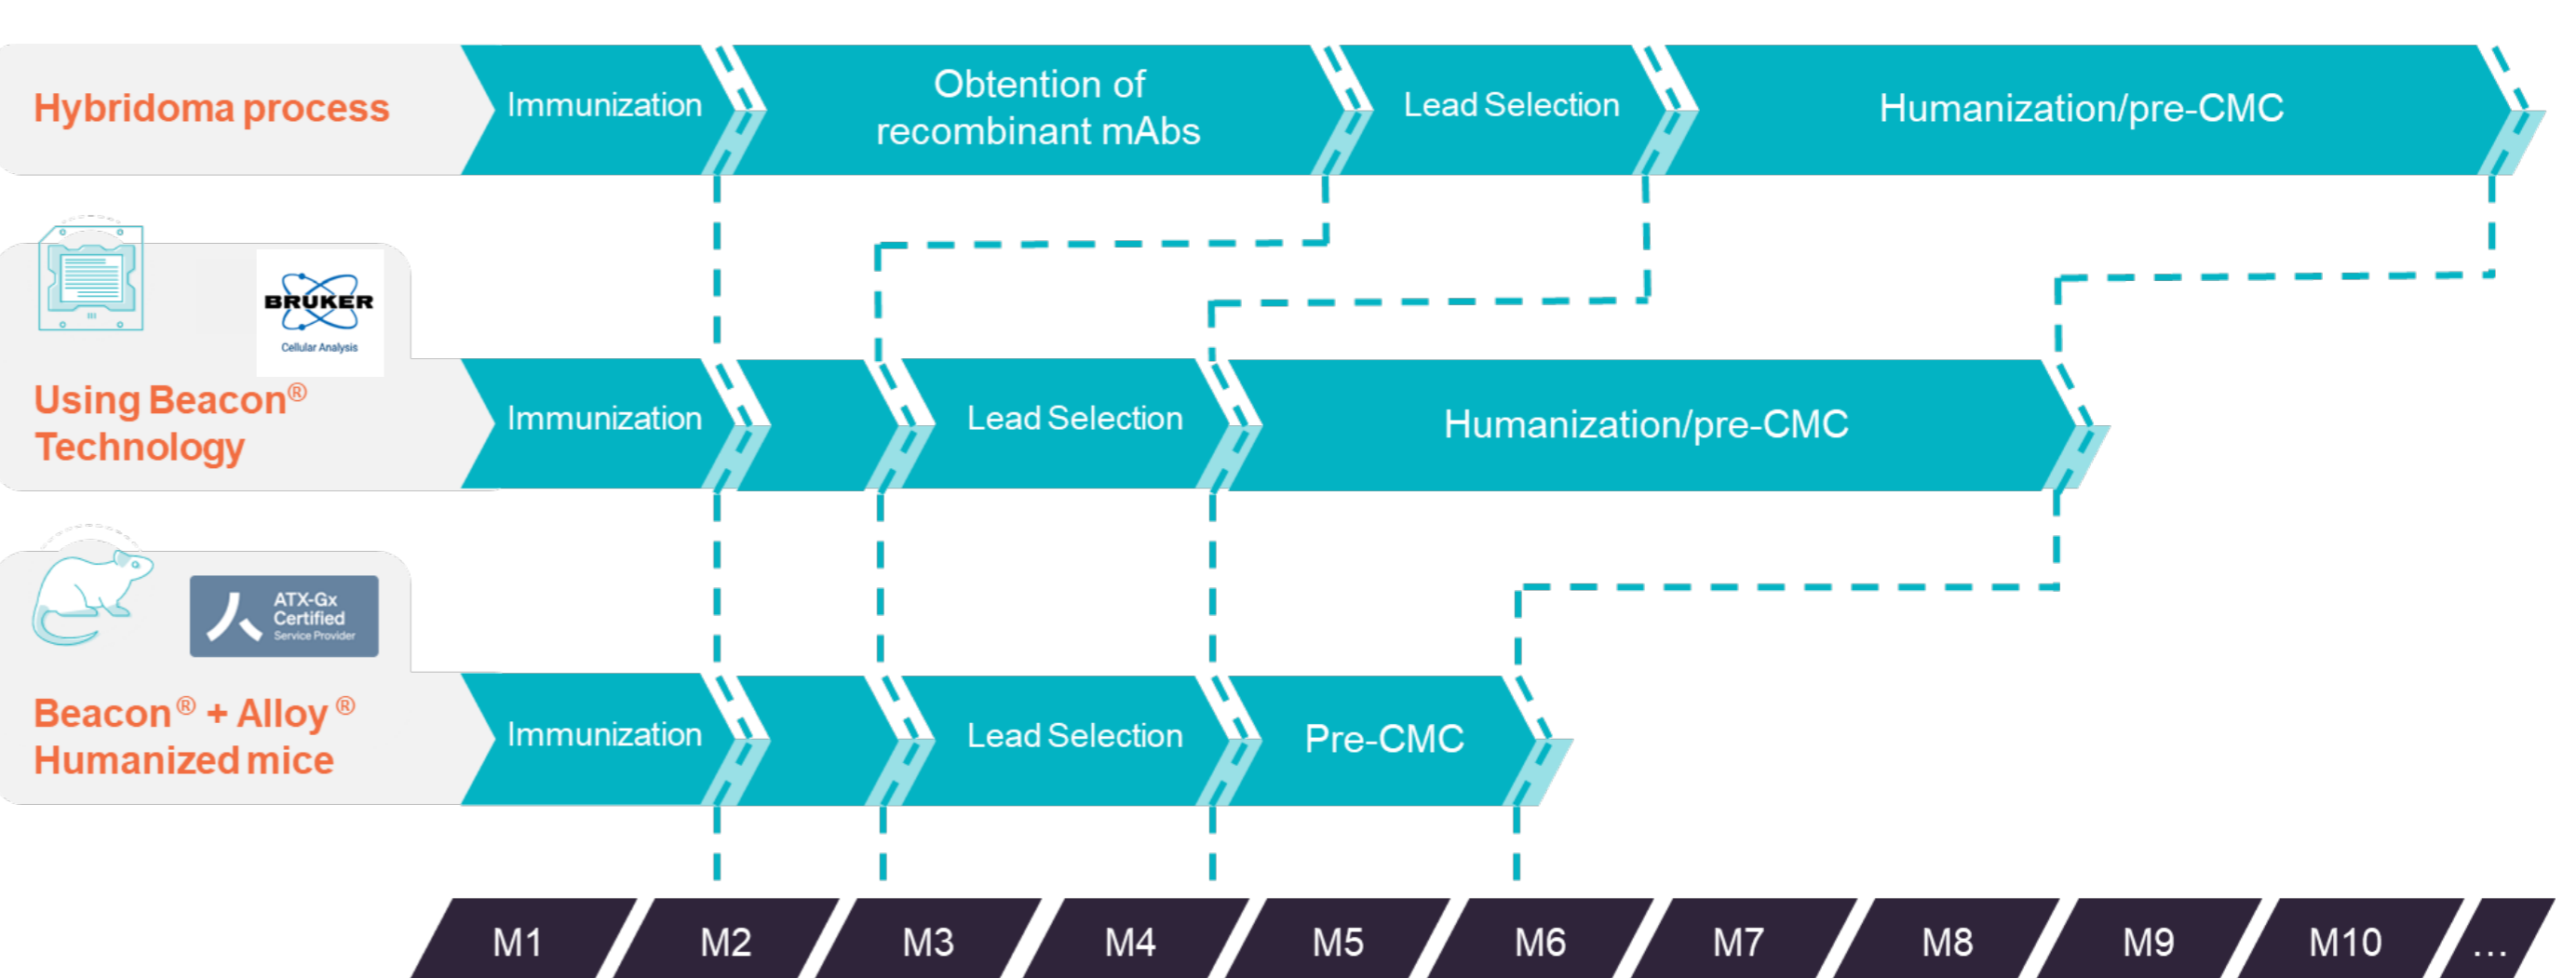 Hybridoma process
Immunization
Obtention of
recombinant mAbs
Lead Selection
Humanization/pre-CMC
BRUKER
Cellular Analysis
Using Beacon®
Technology
Immunization
Lead Selection
Humanization/pre-CMC
ATX-Gx
Certified
Service Provider
Beacon® + Alloy®
Humanized mice
Immunization
Lead Selection
Pre-CMC
M1 M2 M3 M4 M5 M6 M7 M8 M9 M10 ...